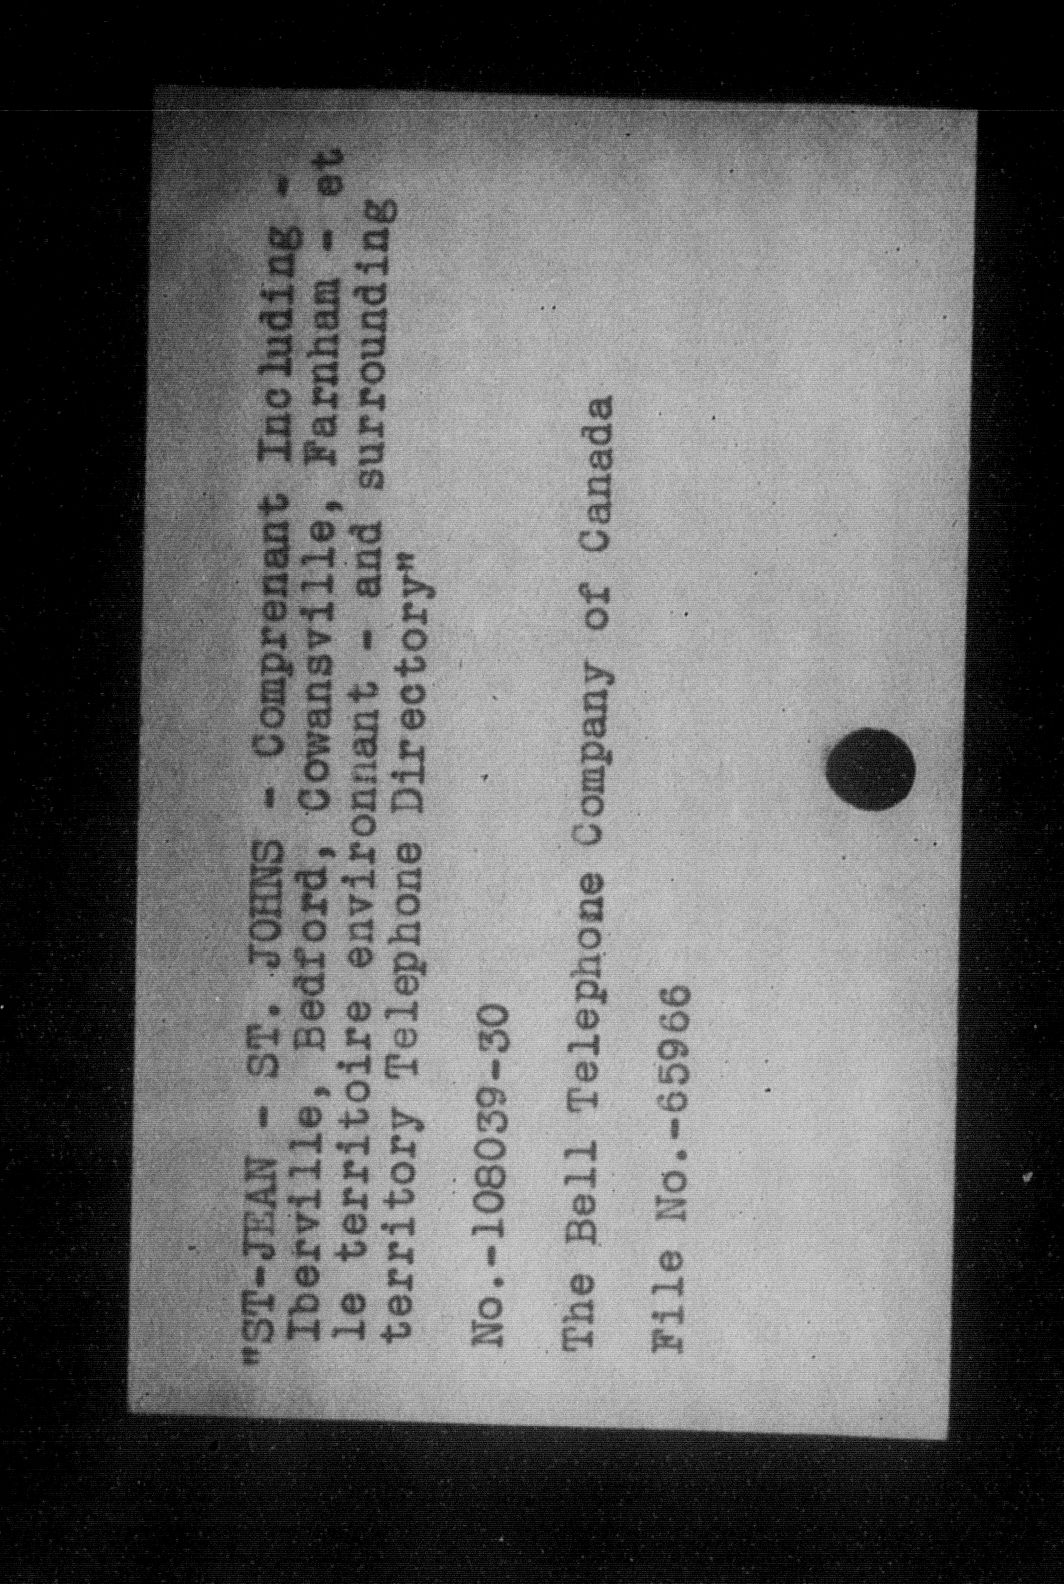 "ST-JEAN - ST. JOHNS - Comprenant Including -
Iberville, Bedford, Cowansville, Farnham - et
le territoire environnant - and surrounding
territory Telephone Directory"
No.-108039-30
The Bell Telephone Company of Canada
File No.-65966